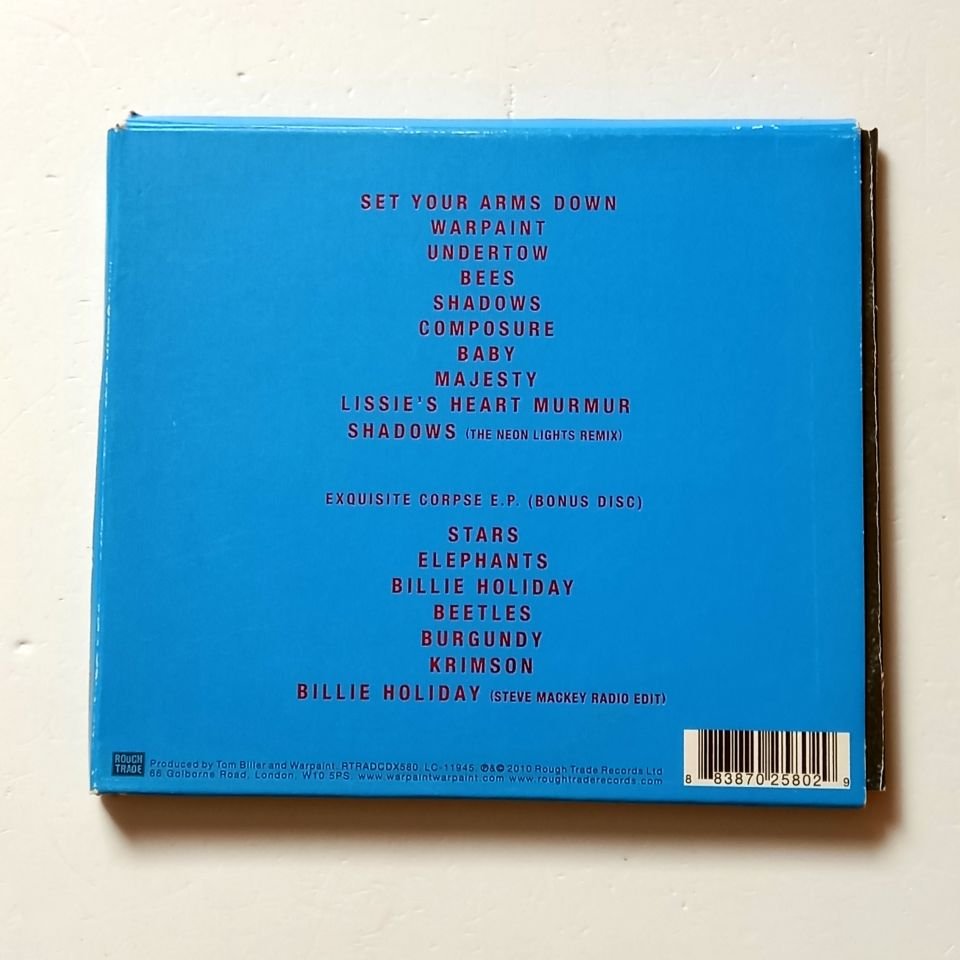 SET YOUR ARMS DOWN
WARPAINT
UNDERTOW
BEES
SHADOWS
COMPOSURE
BABY
MAJESTY
LISSIE'S HEART MURMUR
SHADOWS (THE NEON LIGHTS REMIX)
EXQUISITE CORPSE E.P. (BONUS DISC)
STARS
ELEPHANTS
BILLIE HOLIDAY
BEETLES
BURGUNDY
KRIMSON
BILLIE HOLIDAY (STEVE MACKEY RADIO EDIT)
ROUGH
TRADE
Produced by Tom Biller and Warpaint. RTRADCDX580 LC-11945 ℗&© 2010 Rough Trade Records Ltd
66 Golborne Road, London, W10 5PS. www.warpaintwarpaint.com www.roughtraderecords.com
8 83870 25802 9